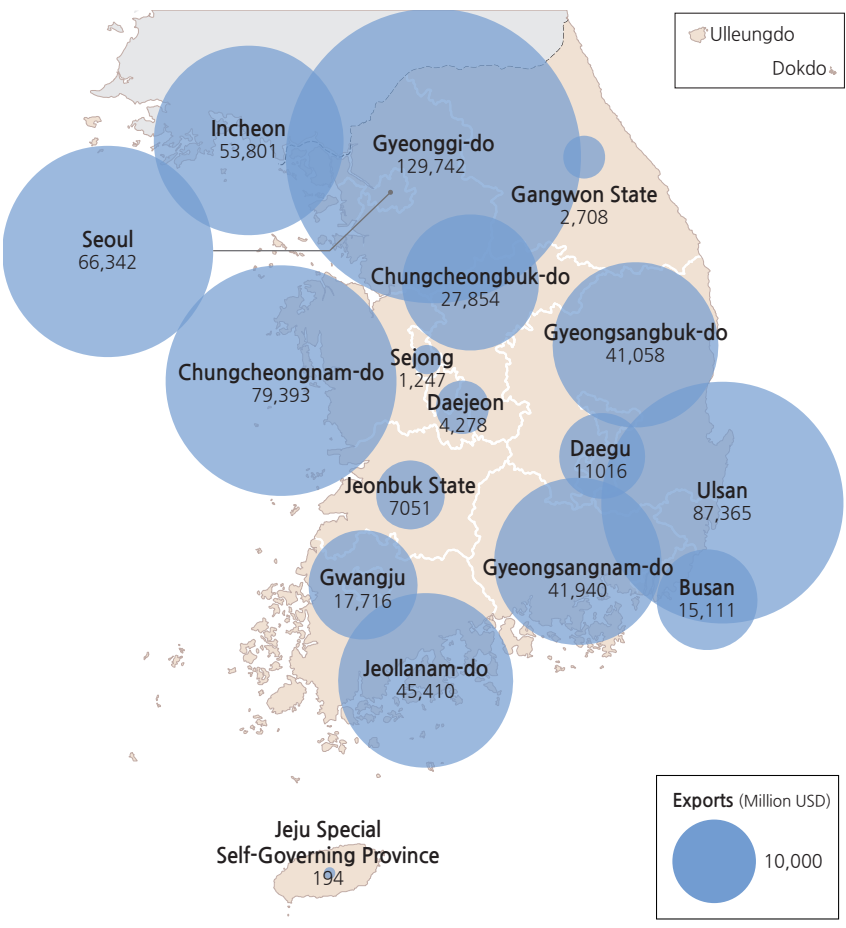 Ulleungdo
Dokdo
Incheon
53,801
Gyeonggi-do
129,742
Gangwon State
2,708
Seoul
66,342
Chungcheongbuk-do
27,854
Gyeongsangbuk-do
41,058
Sejong
1,247
Chungcheongnam-do
79,393
Daejeon
4,278
Daegu
11016
Jeonbuk State
7051
Ulsan
87,365
Gyeongsangnam-do
41,940
Gwangju
17,716
Busan
15,111
Jeollanam-do
45,410
Jeju Special
Self-Governing Province
194
Exports (Million USD)
10,000